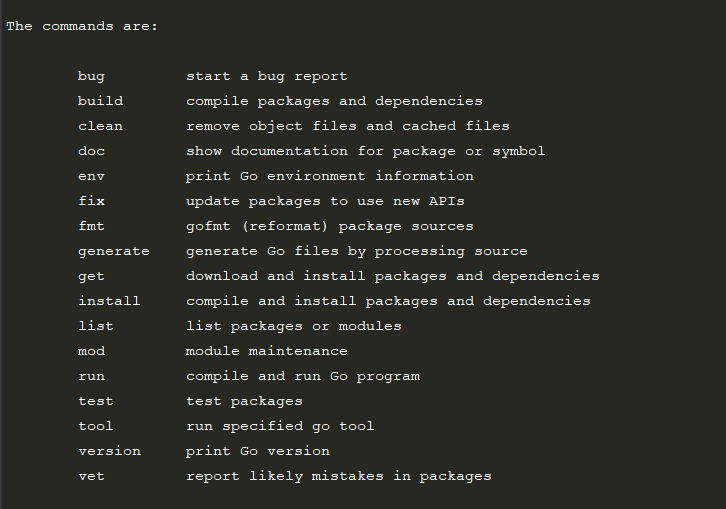 The commands are:
bug start a bug report
build compile packages and dependencies
clean remove object files and cached files
doc show documentation for package or symbol
env print Go environment information
fix update packages to use new APIs
fmt gofmt (reformat) package sources
generate generate Go files by processing source
get download and install packages and dependencies
install compile and install packages and dependencies
list list packages or modules
mod module maintenance
run compile and run Go program
test test packages
tool run specified go tool
version print Go version
vet report likely mistakes in packages